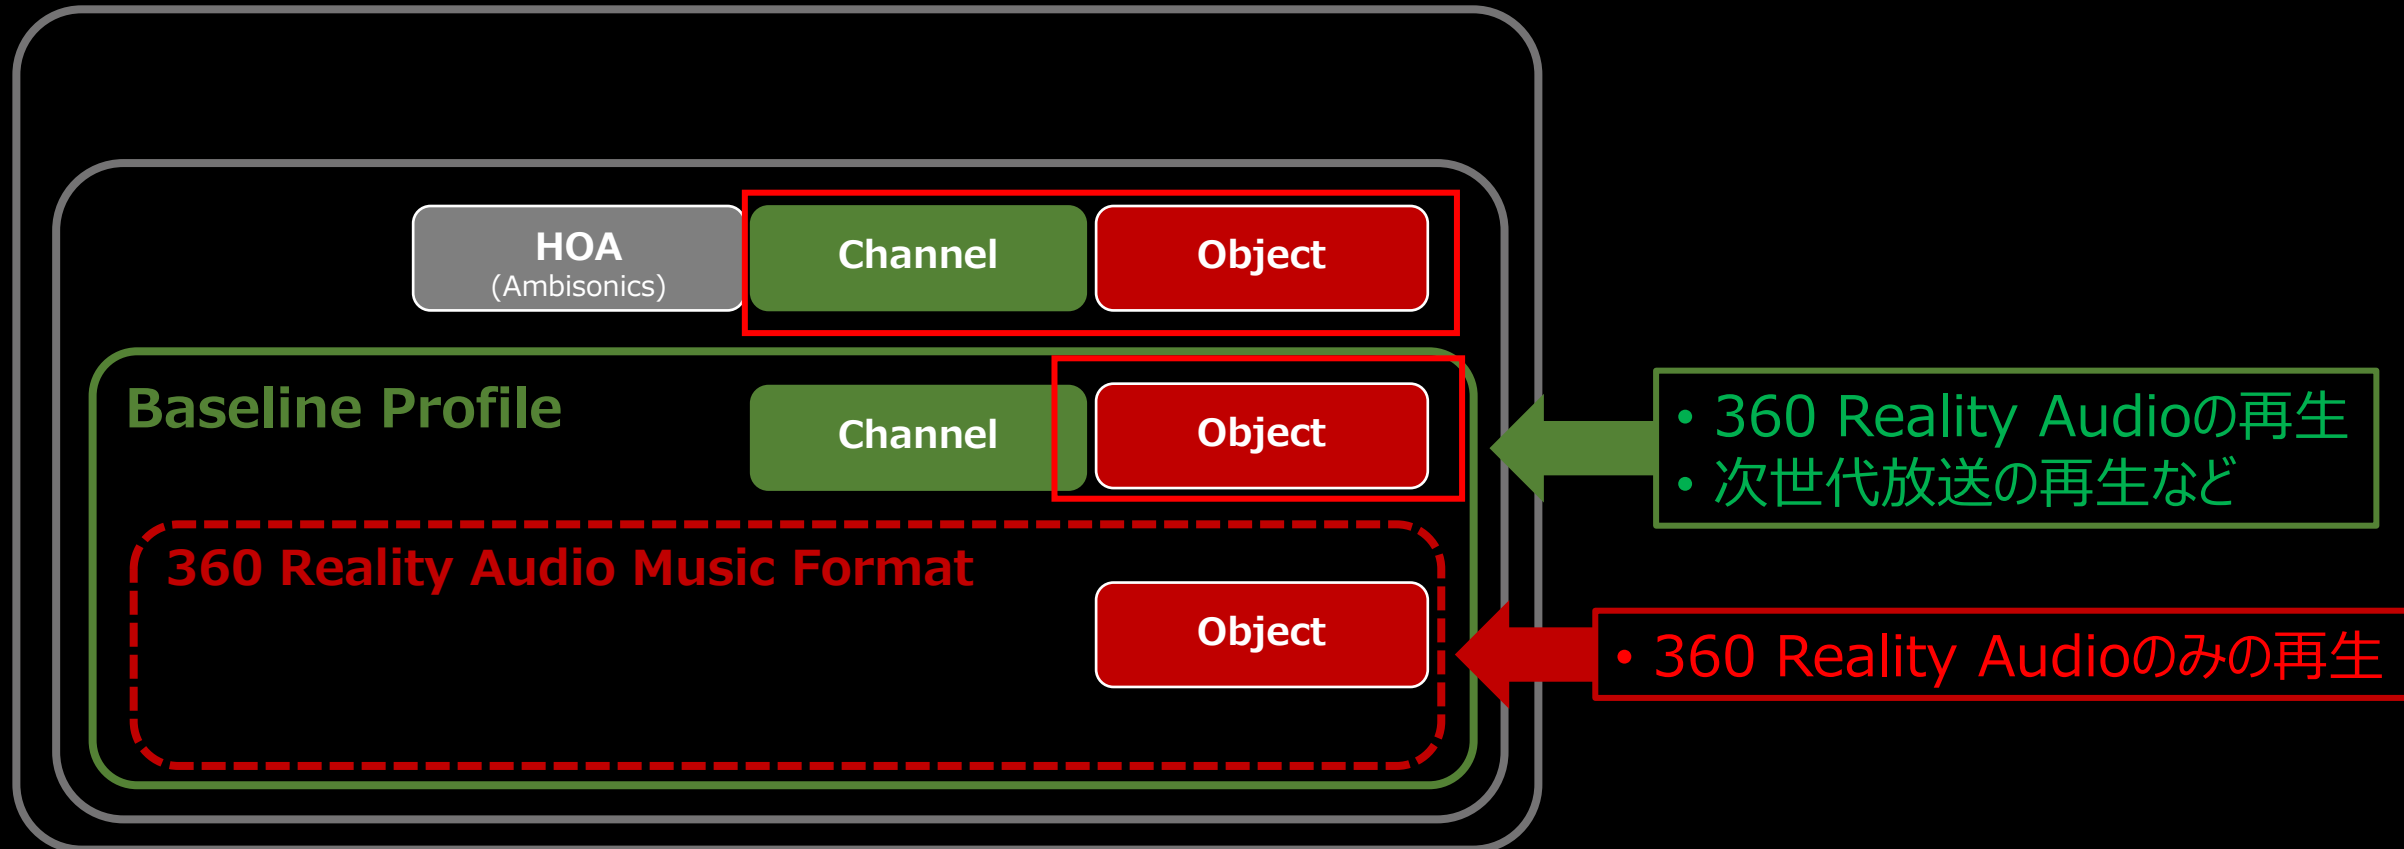 HOA
(Ambisonics)
Channel
Object
Baseline Profile
Channel
Object
• 360 Reality Audioの再生
• 次世代放送の再生など
360 Reality Audio Music Format
Object
• 360 Reality Audioのみの再生